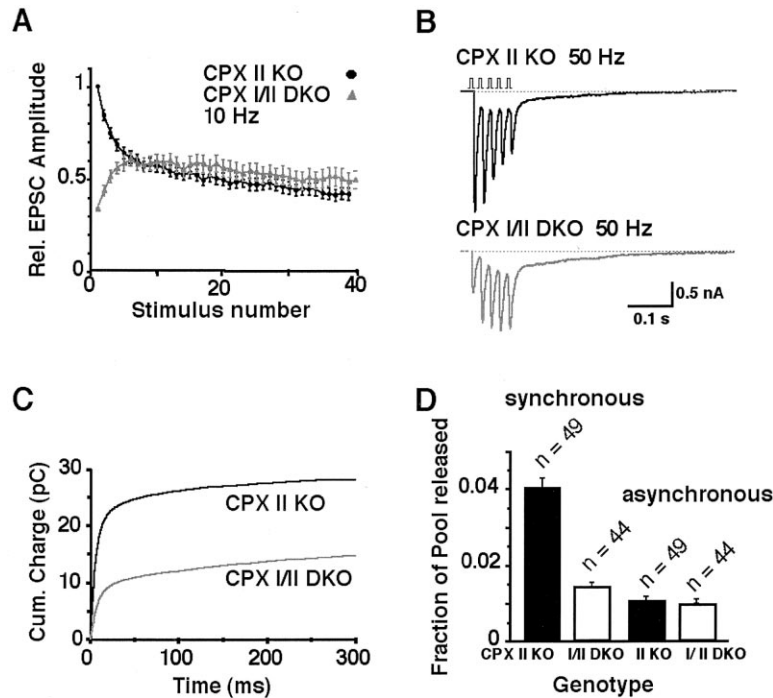 A
CPX II KO
CPX I/II DKO
10 Hz
Rel. EPSC Amplitude
1
0.5
0
0 10 20 30 40
Stimulus number
B
CPX II KO 50 Hz
CPX I/II DKO 50 Hz
0.5 nA
0.1 s
C
Cum. Charge (pC)
30
20
10
0
CPX II KO
CPX I/II DKO
0 100 200 300
Time (ms)
D
synchronous
asynchronous
n = 49
n = 44
n = 49
n = 44
Fraction of Pool released
0.04
0.02
0
CPX II KO I/II DKO II KO I/ II DKO
Genotype